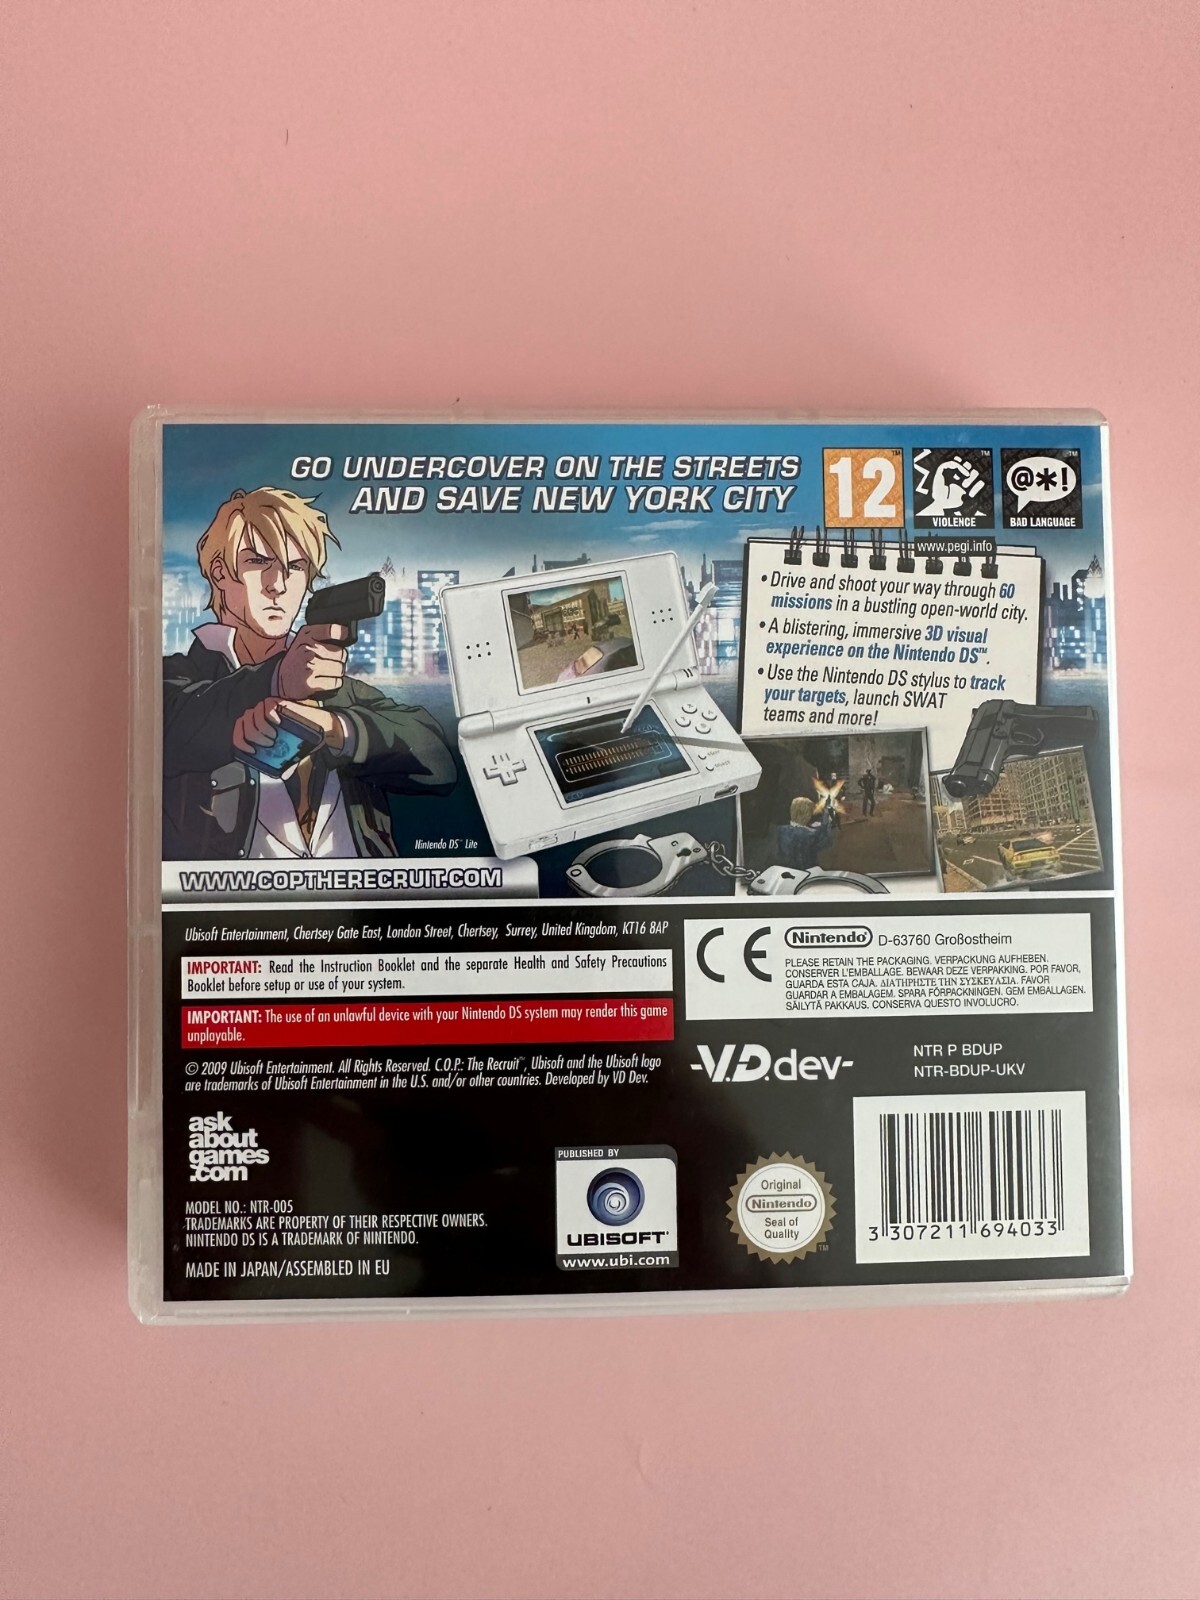 GO UNDERCOVER ON THE STREETS
AND SAVE NEW YORK CITY
12
VIOLENCE
@*!
BAD LANGUAGE
www.pegi.info
•Drive and shoot your way through 60
missions in a bustling open-world city.
•A blistering, immersive 3D visual
experience on the Nintendo DS™.
•Use the Nintendo DS stylus to track
your targets, launch SWAT
teams and more!
Nintendo DS™ Lite
WWW.COPTHERECRUIT.COM
Ubisoft Entertainment, Chertsey Gate East, London Street, Chertsey, Surrey, United Kingdom, KT16 8AP
IMPORTANT: Read the Instruction Booklet and the separate Health and Safety Precautions
Booklet before setup or use of your system.
IMPORTANT: The use of an unlawful device with your Nintendo DS system may render this game
unplayable.
© 2009 Ubisoft Entertainment. All Rights Reserved. C.O.P.: The Recruit™, Ubisoft and the Ubisoft logo
are trademarks of Ubisoft Entertainment in the U.S. and/or other countries. Developed by VD Dev.
CE
Nintendo D-63760 Großostheim
PLEASE RETAIN THE PACKAGING. VERPACKUNG AUFHEBEN.
CONSERVER L'EMBALLAGE. BEWAAR DEZE VERPAKKING. POR FAVOR,
GUARDA ESTA CAJA. ΔΙΑΤΗΡΗΣΤΕ ΤΗΝ ΣΥΣΚΕΥΑΣΙΑ. FAVOR
GUARDAR A EMBALAGEM. SPARA FÖRPACKNINGEN. GEM EMBALLAGEN.
SÄILYTÄ PAKKAUS. CONSERVA QUESTO INVOLUCRO.
-V.D.dev-
NTR P BDUP
NTR-BDUP-UKV
ask
about
games
.com
MODEL NO.: NTR-005
TRADEMARKS ARE PROPERTY OF THEIR RESPECTIVE OWNERS.
NINTENDO DS IS A TRADEMARK OF NINTENDO.
MADE IN JAPAN/ASSEMBLED IN EU
PUBLISHED BY
UBISOFT
www.ubi.com
Original
Nintendo
Seal of
Quality
TM
3 307211 694033